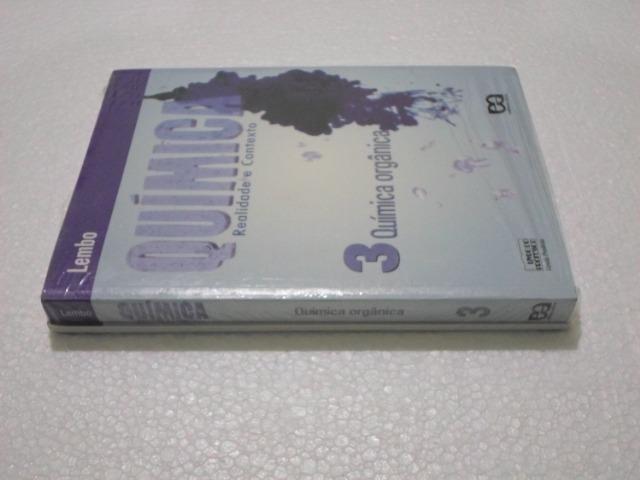 Lembo
QUÍMICA
Realidade e Contexto
3 Química orgânica
Lembo
QUÍMICA
Química orgânica
3